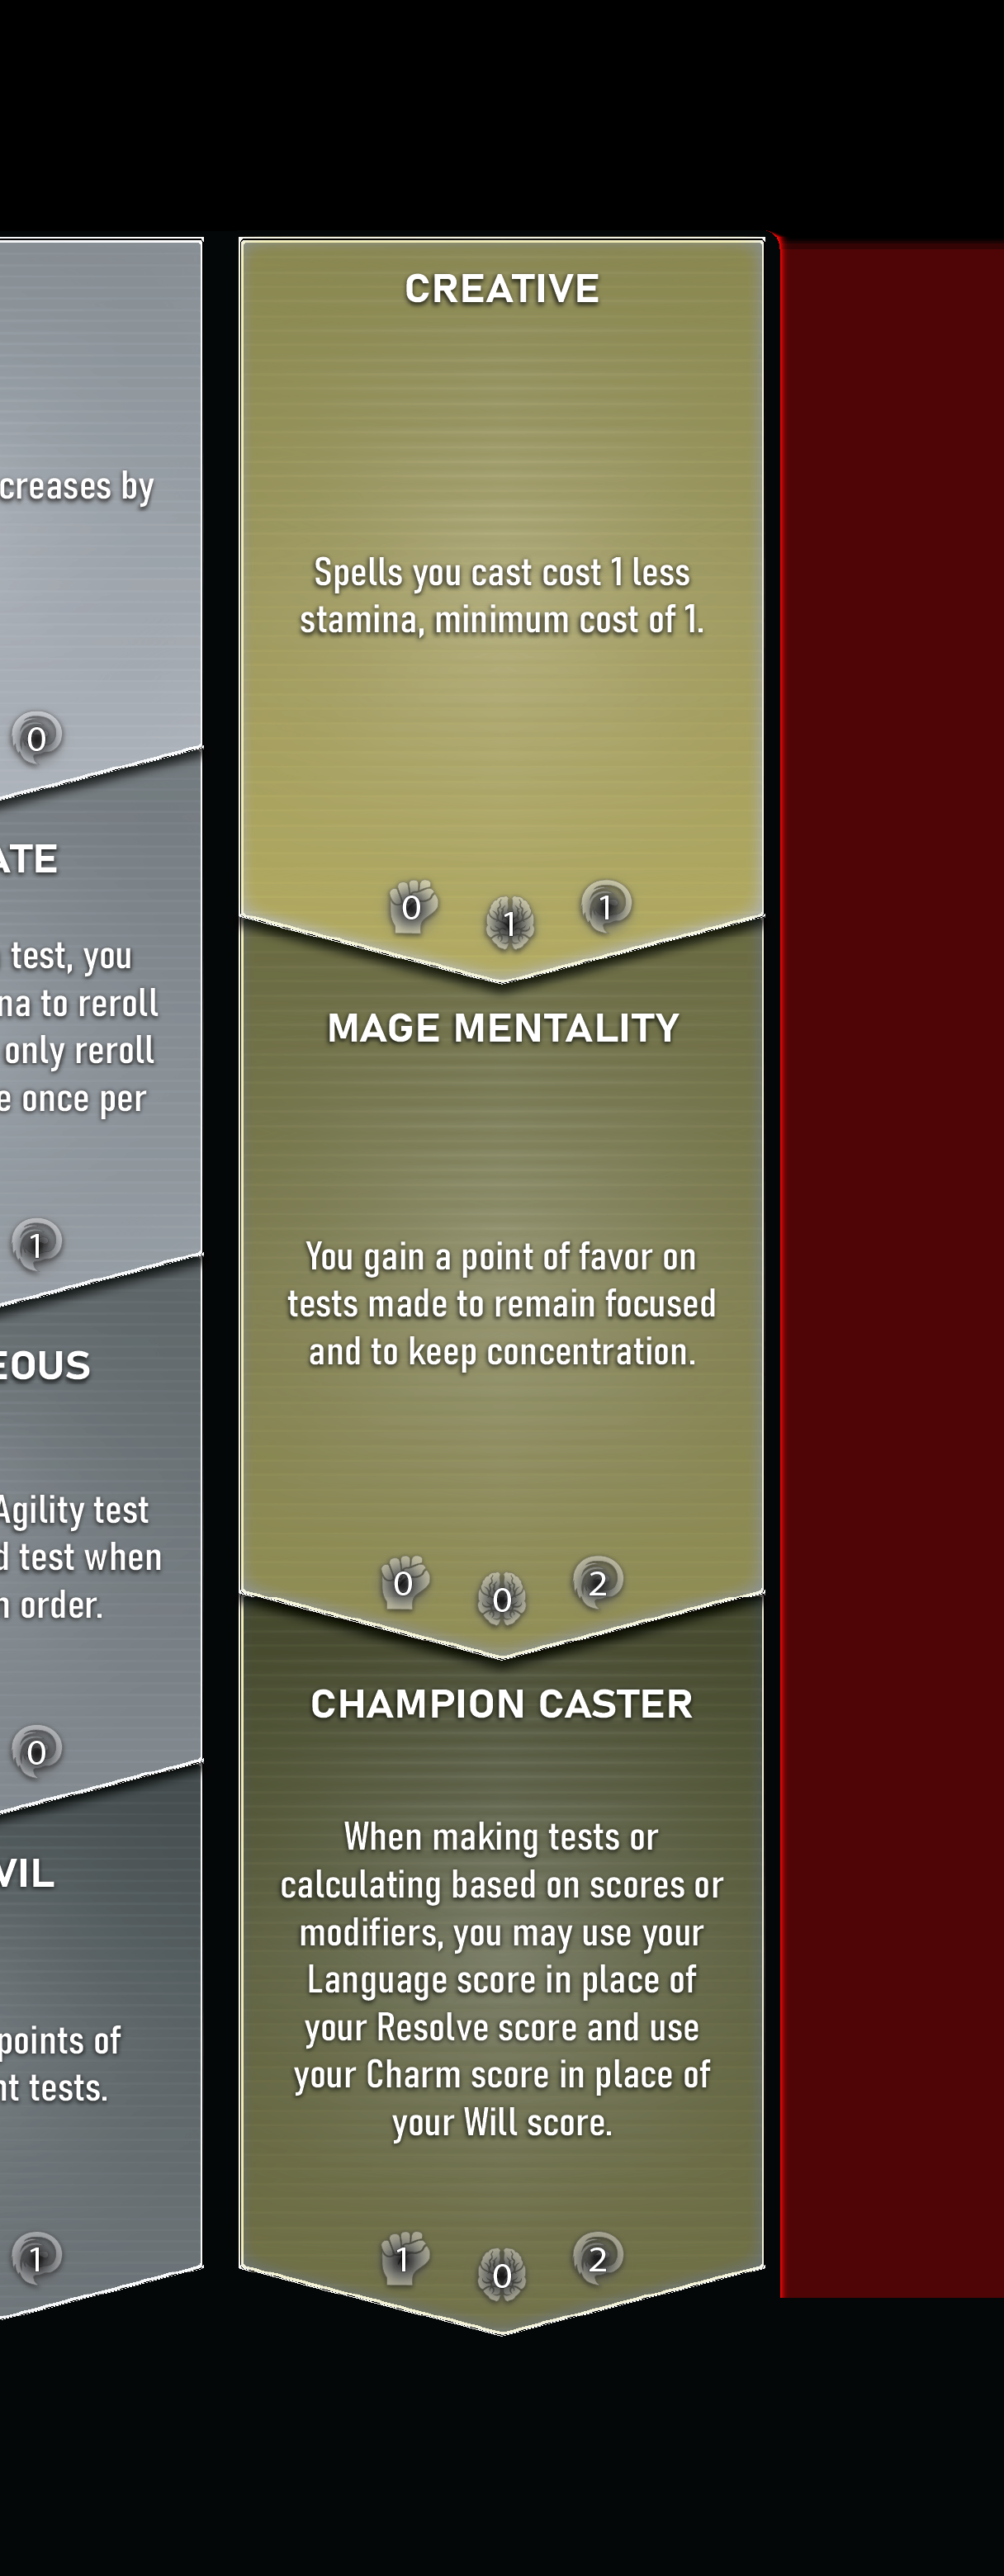 creases by
0
ATE
test, you
na to reroll
only reroll
e once per
1
EOUS
Agility test
d test when
n order.
0
VIL
points of
nt tests.
1
CREATIVE
Spells you cast cost 1 less
stamina, minimum cost of 1.
0 1 1
MAGE MENTALITY
You gain a point of favor on
tests made to remain focused
and to keep concentration.
0 0 2
CHAMPION CASTER
When making tests or
calculating based on scores or
modifiers, you may use your
Language score in place of
your Resolve score and use
your Charm score in place of
your Will score.
1 0 2